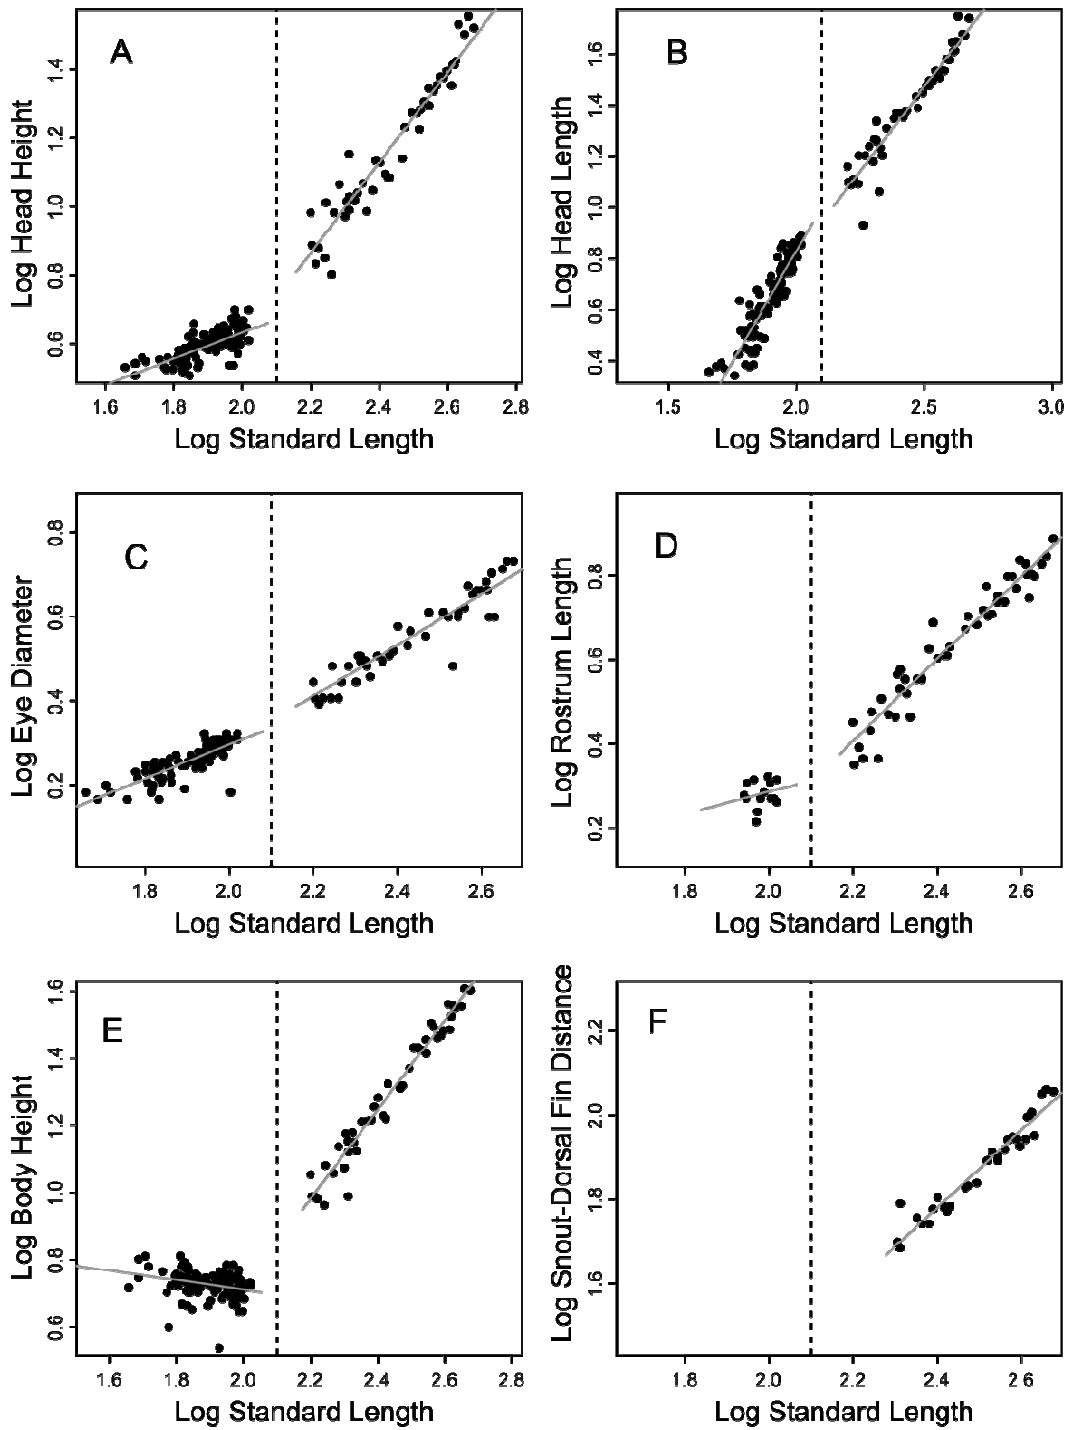 A
Log Head Height
0.6 0.8 1.0 1.2 1.4
1.6 1.8 2.0 2.2 2.4 2.6 2.8
Log Standard Length
B
Log Head Length
0.4 0.6 0.8 1.0 1.2 1.4 1.6
1.5 2.0 2.5 3.0
Log Standard Length
C
Log Eye Diameter
0.2 0.4 0.6 0.8
1.8 2.0 2.2 2.4 2.6
Log Standard Length
D
Log Rostrum Length
0.2 0.4 0.6 0.8
1.8 2.0 2.2 2.4 2.6
Log Standard Length
E
Log Body Height
0.6 0.8 1.0 1.2 1.4 1.6
1.6 1.8 2.0 2.2 2.4 2.6 2.8
Log Standard Length
F
Log Snout-Dorsal Fin Distance
1.6 1.8 2.0 2.2
1.8 2.0 2.2 2.4 2.6
Log Standard Length